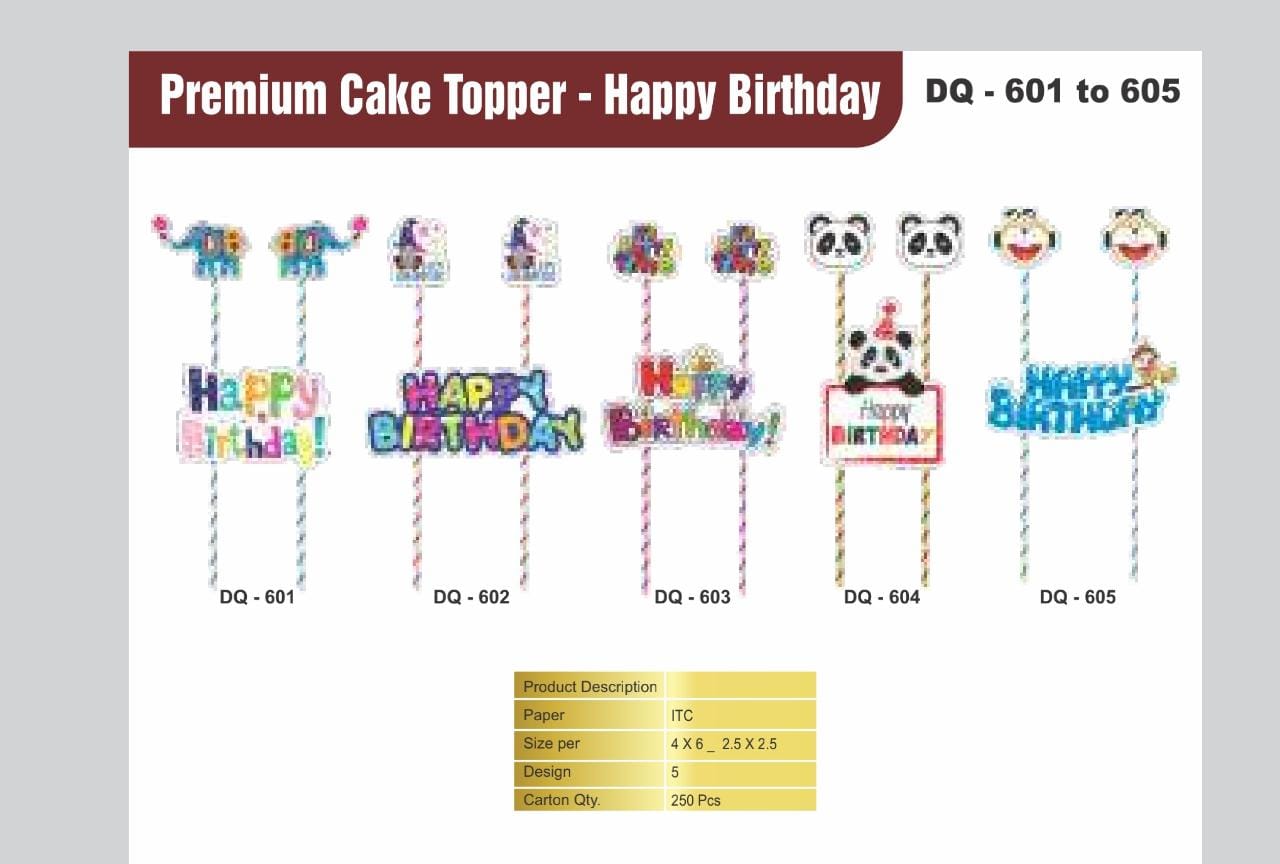 Premium Cake Topper - Happy Birthday
DQ - 601 to 605
Happy
Birthday!
HAPPY
BIRTHDAY
Happy
Birthday!
Happy
BIRTHDAY
HAPPY
BIRTHDAY
DQ - 601
DQ - 602
DQ - 603
DQ - 604
DQ - 605
Product Description
Paper ITC
Size per 4 X 6 _ 2.5 X 2.5
Design 5
Carton Qty. 250 Pcs